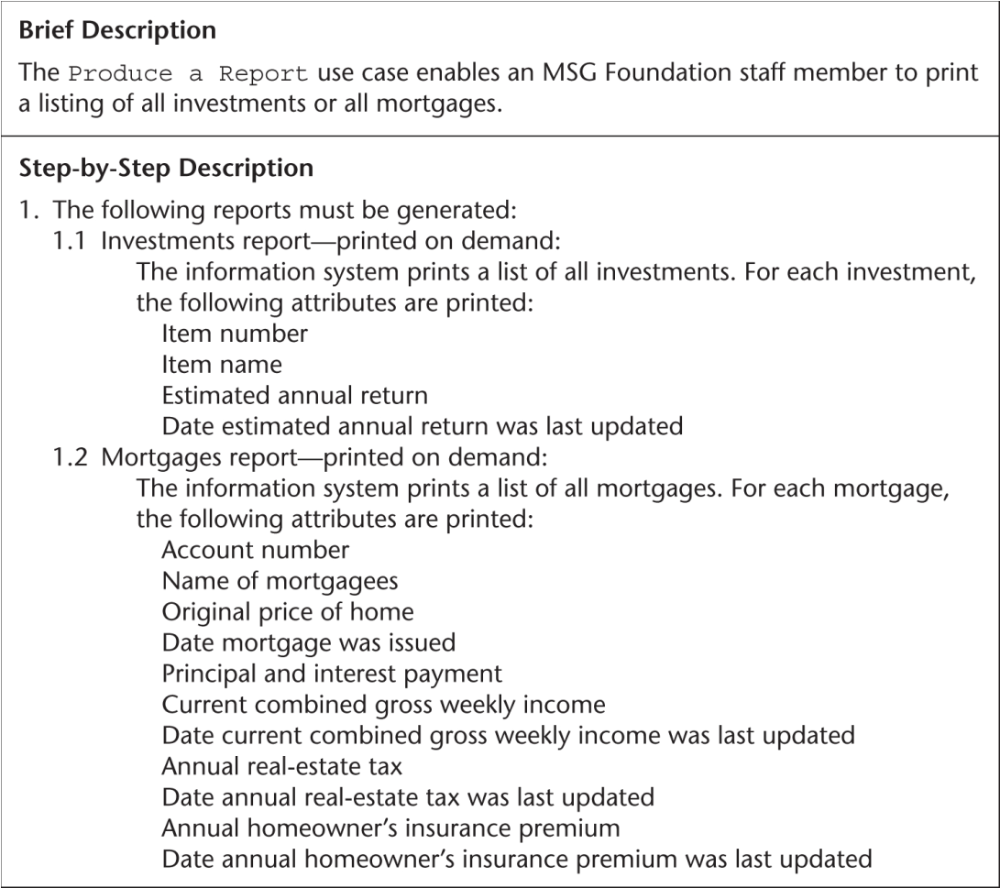 Brief Description
The Produce a Report use case enables an MSG Foundation staff member to print
a listing of all investments or all mortgages.
Step-by-Step Description
1. The following reports must be generated:
1.1 Investments report—printed on demand:
The information system prints a list of all investments. For each investment,
the following attributes are printed:
Item number
Item name
Estimated annual return
Date estimated annual return was last updated
1.2 Mortgages report—printed on demand:
The information system prints a list of all mortgages. For each mortgage,
the following attributes are printed:
Account number
Name of mortgagees
Original price of home
Date mortgage was issued
Principal and interest payment
Current combined gross weekly income
Date current combined gross weekly income was last updated
Annual real-estate tax
Date annual real-estate tax was last updated
Annual homeowner’s insurance premium
Date annual homeowner’s insurance premium was last updated